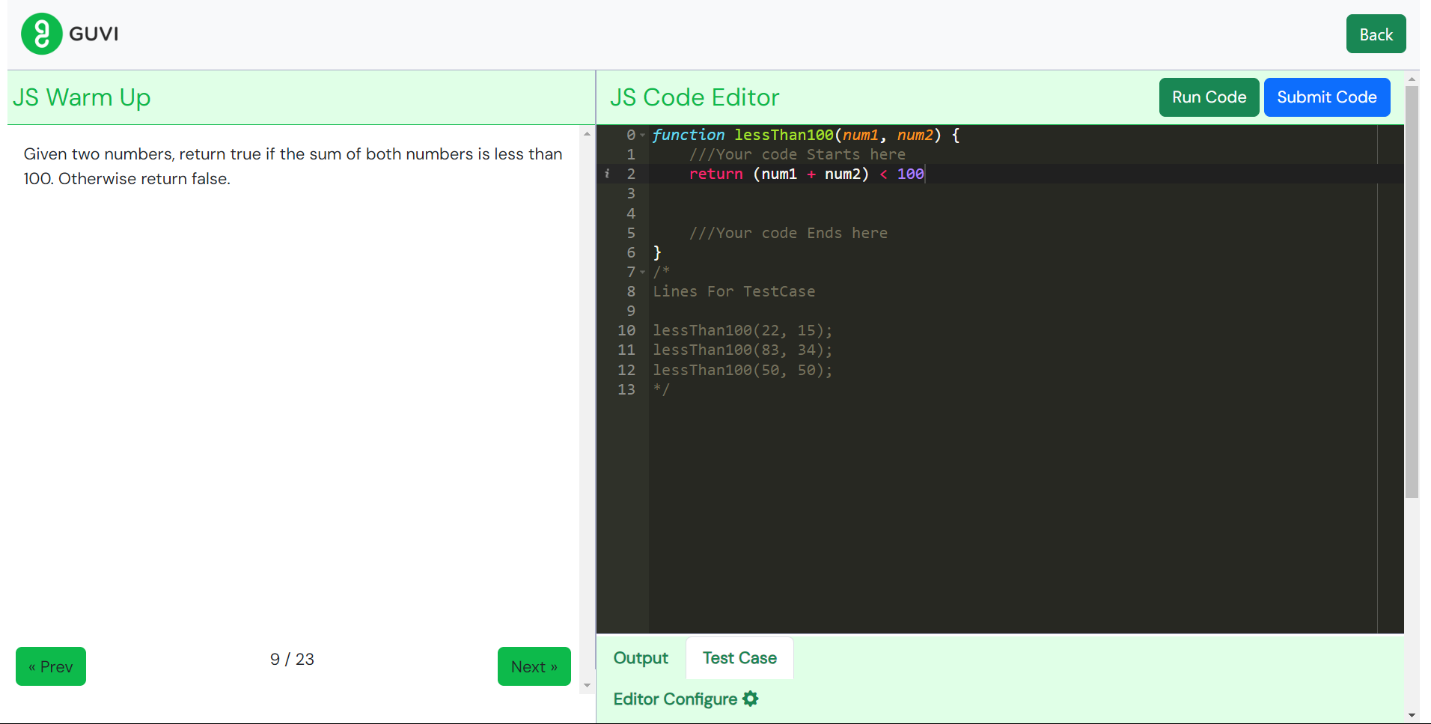 GUVI
Back
JS Warm Up
Given two numbers, return true if the sum of both numbers is less than
100. Otherwise return false.
« Prev
9 / 23
Next »
JS Code Editor
Run Code
Submit Code
0 function lessThan100(num1, num2) {
1 ///Your code Starts here
i 2 return (num1 + num2) < 100
3
4
5 ///Your code Ends here
6 }
7 /*
8 Lines For TestCase
9
10 lessThan100(22, 15);
11 lessThan100(83, 34);
12 lessThan100(50, 50);
13 */
Output
Test Case
Editor Configure